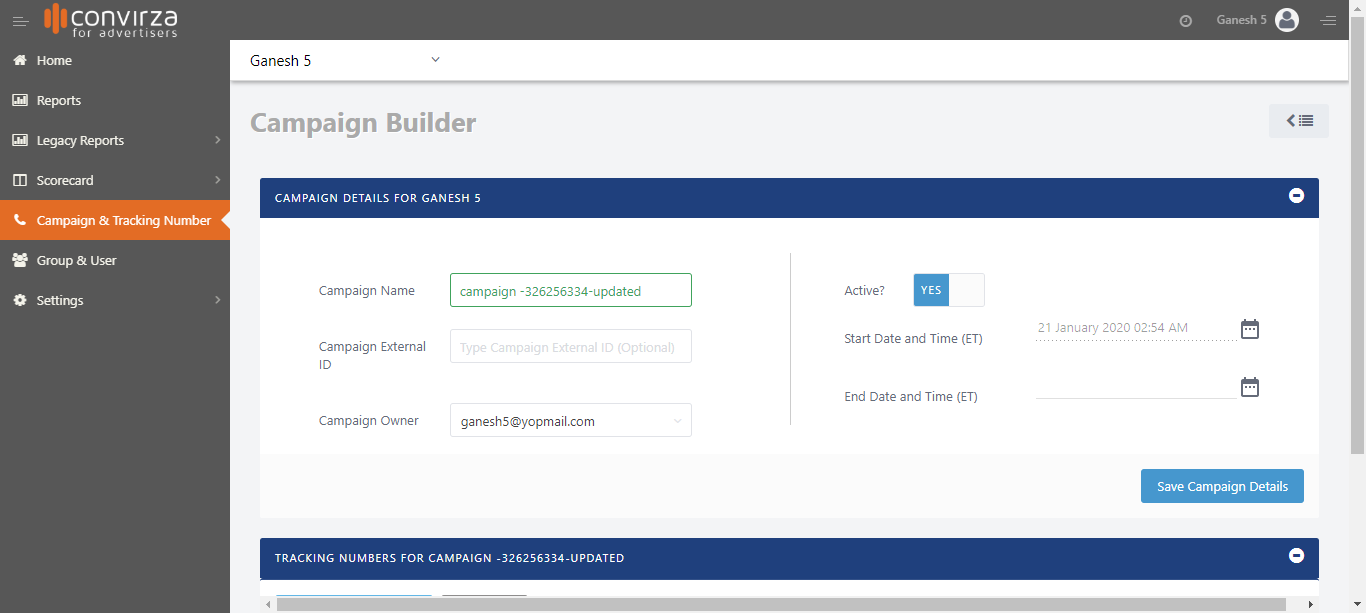 convirza
for advertisers
Ganesh 5
Home
Reports
Legacy Reports
Scorecard
Campaign & Tracking Number
Group & User
Settings
Ganesh 5
Campaign Builder
CAMPAIGN DETAILS FOR GANESH 5
Campaign Name
campaign -326256334-updated
Campaign External
ID
Type Campaign External ID (Optional)
Campaign Owner
ganesh5@yopmail.com
Active?
YES
Start Date and Time (ET)
21 January 2020 02:54 AM
End Date and Time (ET)
Save Campaign Details
TRACKING NUMBERS FOR CAMPAIGN -326256334-UPDATED